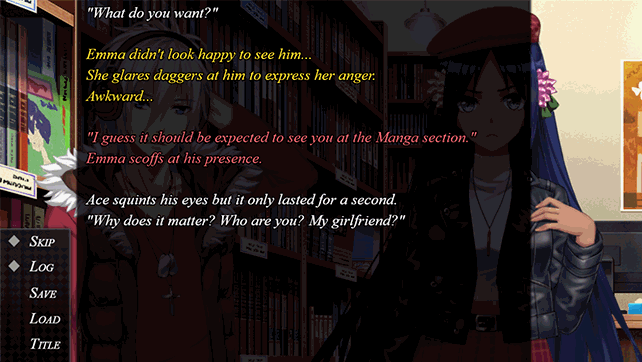 "What do you want?"
Emma didn't look happy to see him...
She glares daggers at him to express her anger.
Awkward...
"I guess it should be expected to see you at the Manga section."
Emma scoffs at his presence.
Ace squints his eyes but it only lasted for a second.
"Why does it matter? Who are you? My girlfriend?"
Skip
Log
Save
Load
Title